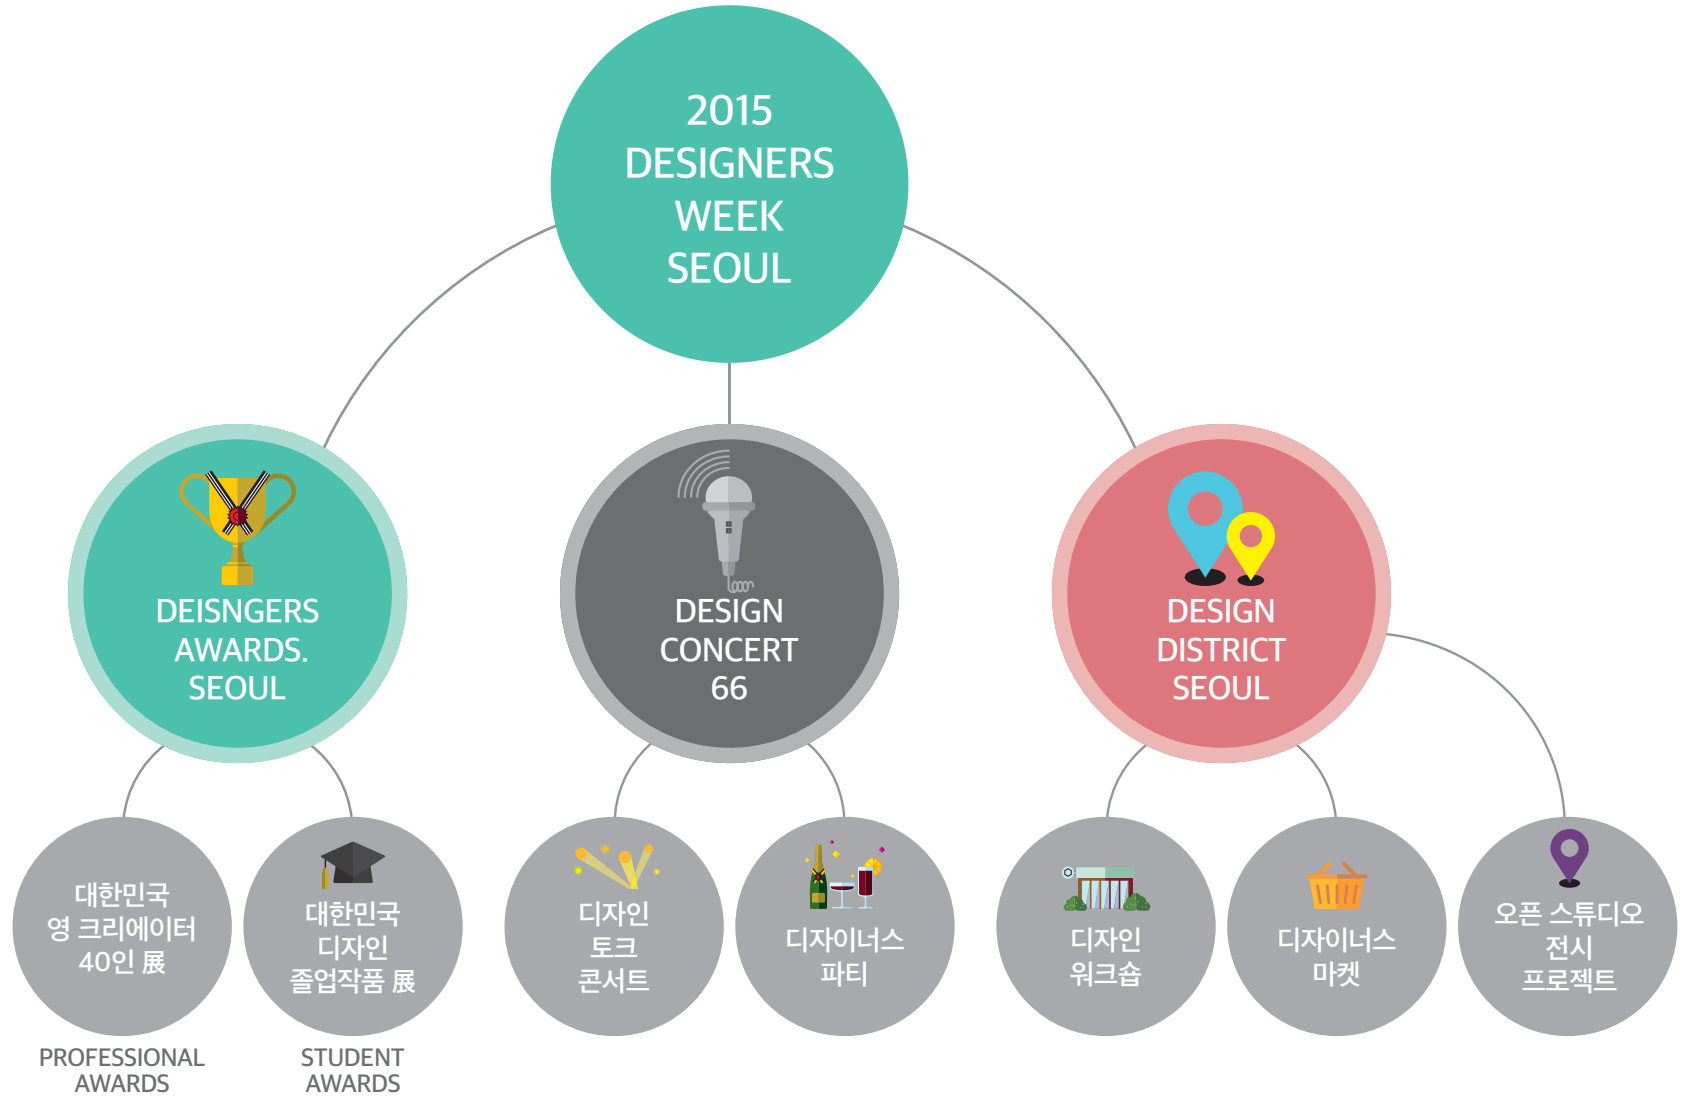 2015
DESIGNERS
WEEK
SEOUL
DEISNGERS
AWARDS.
SEOUL
DESIGN
CONCERT
66
DESIGN
DISTRICT
SEOUL
대한민국
영 크리에이터
40인 展
PROFESSIONAL
AWARDS
대한민국
디자인
졸업작품 展
STUDENT
AWARDS
디자인
토크
콘서트
디자이너스
파티
디자인
워크숍
디자이너스
마켓
오픈 스튜디오
전시
프로젝트